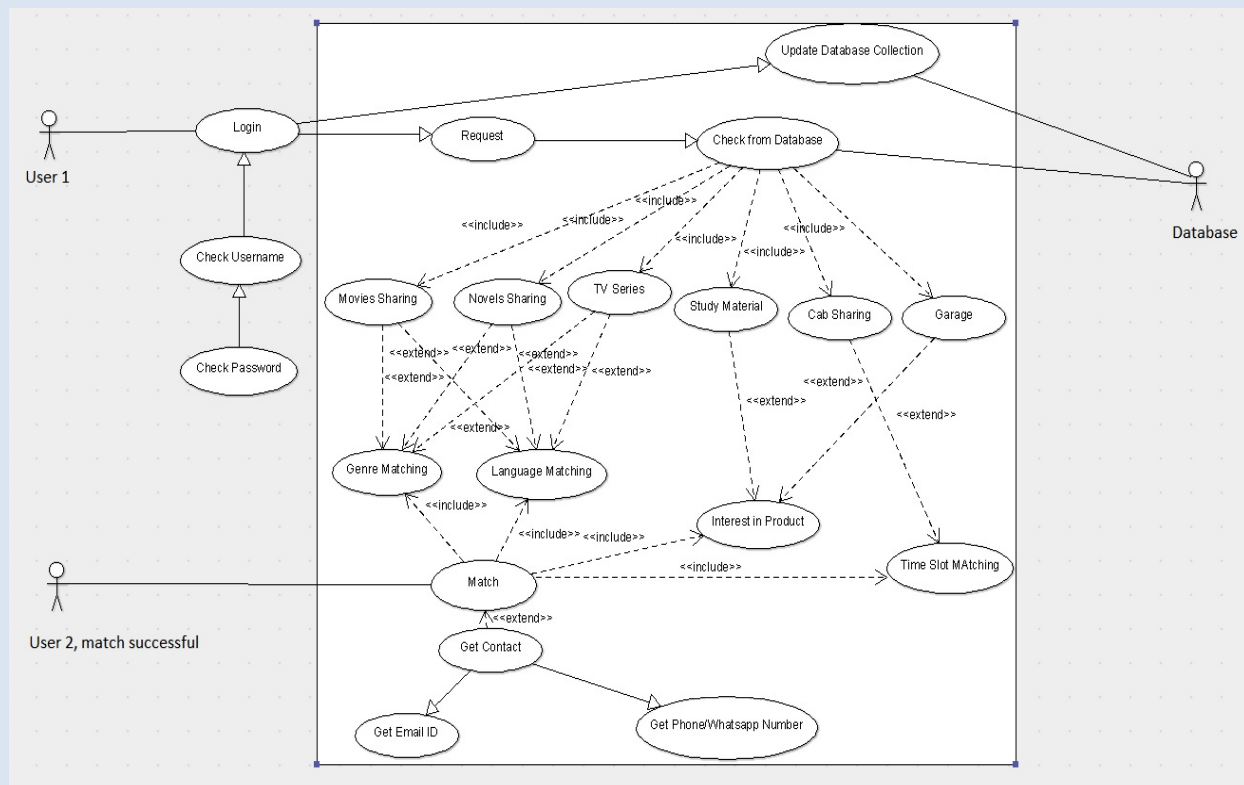 Update Database Collection
Login
Request
Check from Database
User 1
Database
<<include>>
<<include>>
<<include>>
<<include>>
<<include>>
Check Username
Movies Sharing
Novels Sharing
TV Series
Study Material
Cab Sharing
Garage
Check Password
<<extend>>
<<extend>>
<<extend>>
<<extend>>
<<extend>>
<<extend>>
<<extend>>
<<extend>>
<<extend>>
<<extend>>
Genre Matching
Language Matching
<<include>>
Interest in Product
<<include>>
<<include>>
<<include>>
Time Slot MAtching
Match
<<extend>>
User 2, match successful
Get Contact
Get Email ID
Get Phone/Whatsapp Number